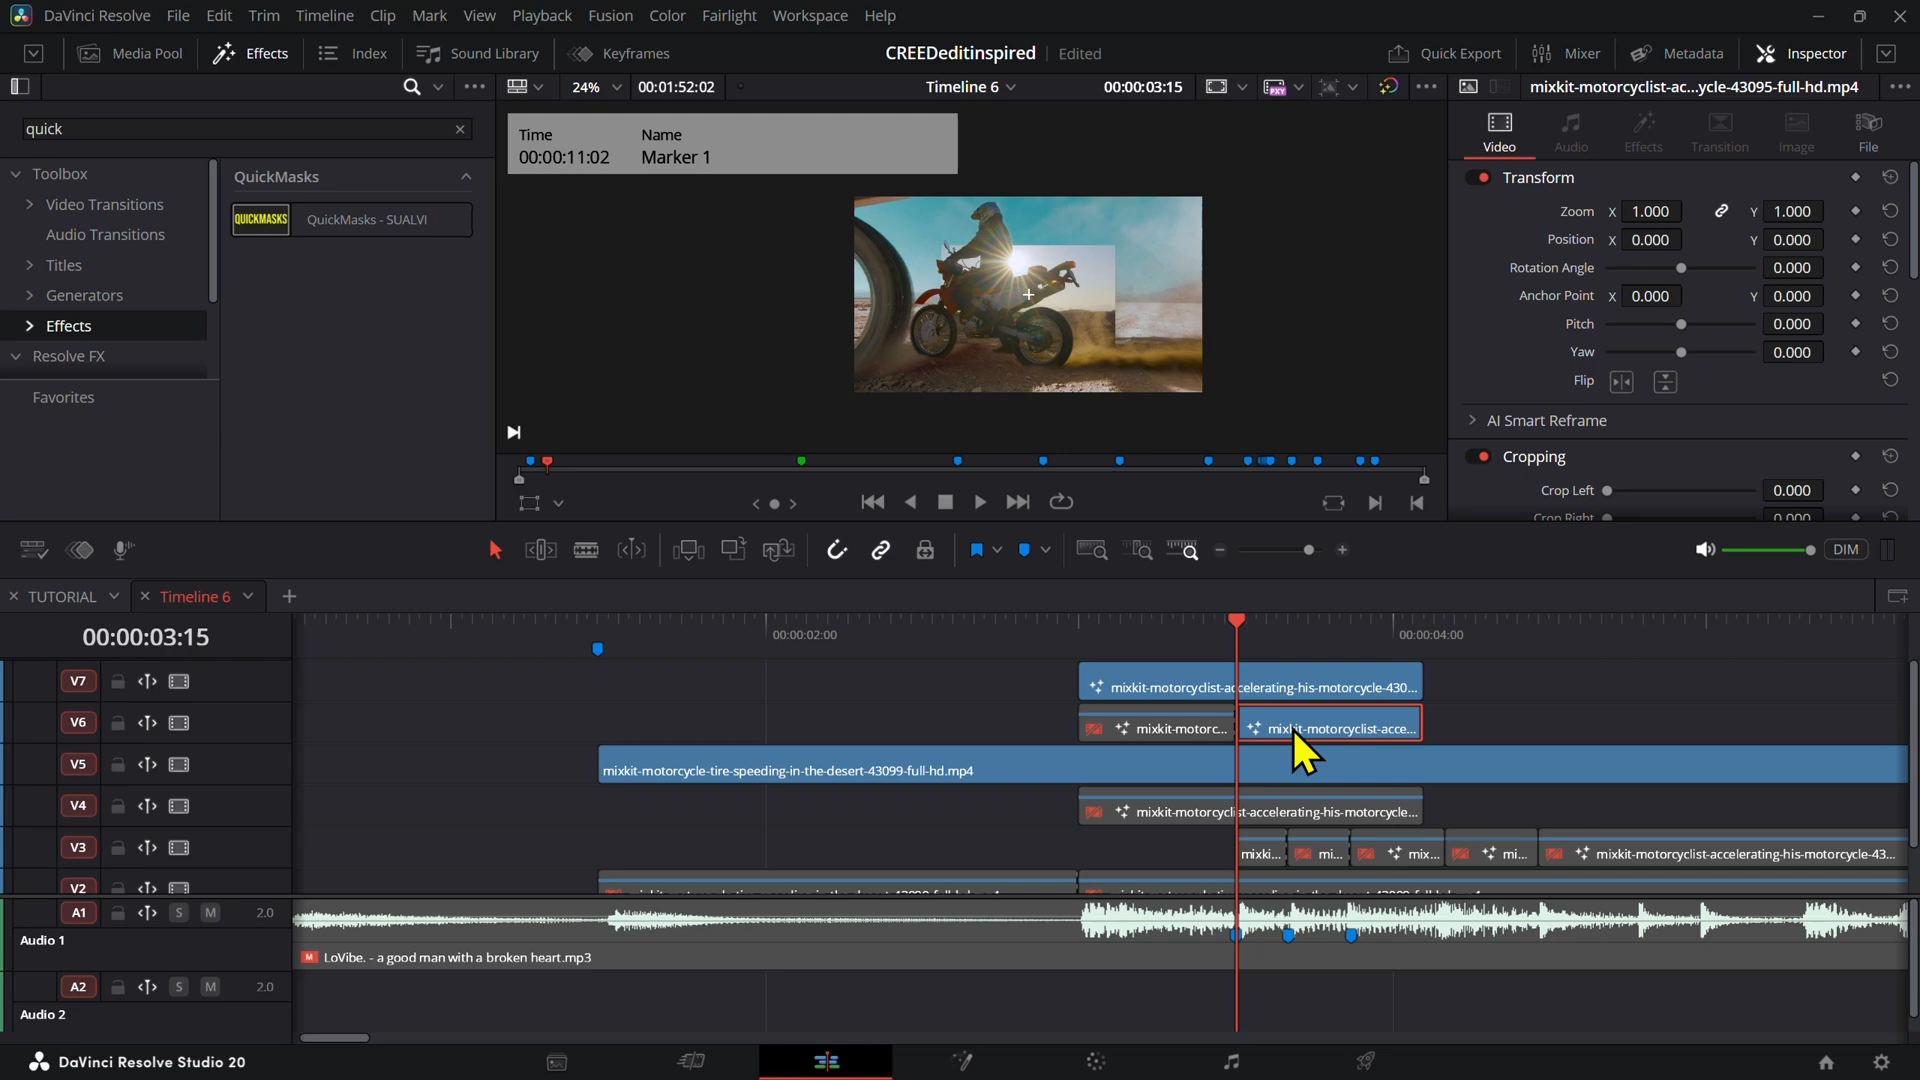 DaVinci Resolve File Edit Trim Timeline Clip Mark View Playback Fusion Color Fairlight Workspace Help
Media Pool Effects Index Sound Library Keyframes CREEDeditinspired Edited Quick Export Mixer Metadata Inspector
24% 00:01:52:02 Timeline 6 00:00:03:15 PXY mixkit-motorcyclist-ac...ycle-43095-full-hd.mp4
quick
Time Name
00:00:11:02 Marker 1
Toolbox
Video Transitions
Audio Transitions
Titles
Generators
Effects
Resolve FX
Favorites
QuickMasks
QUICKMASKS QuickMasks - SUALVI
Video Audio Effects Transition Image File
Transform
Zoom X 1.000 Y 1.000
Position X 0.000 Y 0.000
Rotation Angle 0.000
Anchor Point X 0.000 Y 0.000
Pitch 0.000
Yaw 0.000
Flip
AI Smart Reframe
Cropping
Crop Left 0.000
Crop Right 0.000
DIM
TUTORIAL Timeline 6
00:00:03:15 00:00:02:00 00:00:04:00
V7 mixkit-motorcyclist-accelerating-his-motorcycle-430...
V6 mixkit-motorc... mixkit-motorcyclist-acce...
V5 mixkit-motorcycle-tire-speeding-in-the-desert-43099-full-hd.mp4
V4 mixkit-motorcyclist-accelerating-his-motorcycle...
V3 mixki... mi... mix... mi... mixkit-motorcyclist-accelerating-his-motorcycle-43...
V2
A1 S M 2.0
Audio 1
M LoVibe. - a good man with a broken heart.mp3
A2 S M 2.0
Audio 2
DaVinci Resolve Studio 20